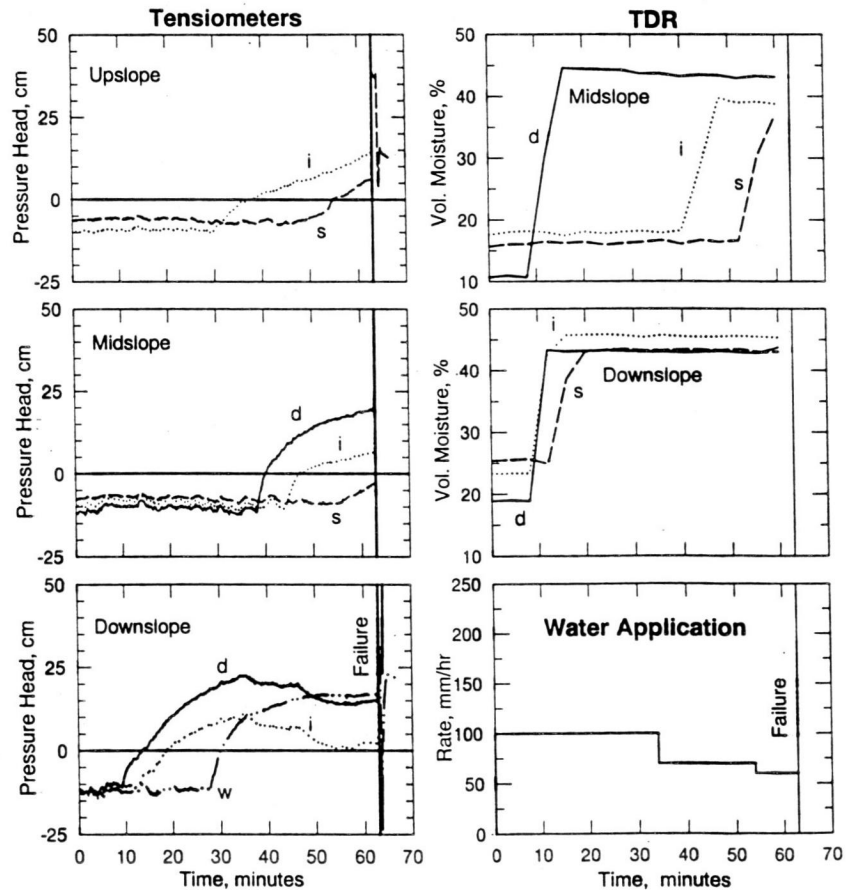 Tensiometers
50
25
0
-25
Pressure Head, cm
Upslope
i
s
50
25
0
-25
Pressure Head, cm
Midslope
d
i
s
50
25
0
-25
Pressure Head, cm
Downslope
d
i
w
Failure
0 10 20 30 40 50 60 70
Time, minutes
TDR
50
40
30
20
10
Vol. Moisture, %
Midslope
d
i
s
50
40
30
20
10
Vol. Moisture, %
Downslope
i
s
d
250
200
150
100
50
0
Rate, mm/hr
Water Application
Failure
0 10 20 30 40 50 60 70
Time, minutes